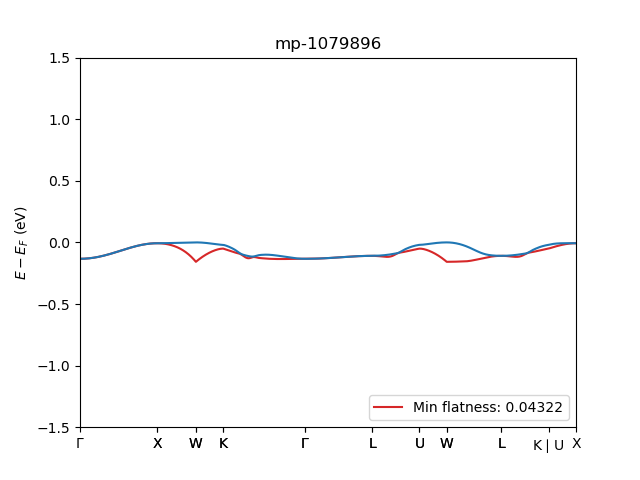 mp-1079896
E − E_F (eV)
1.5
1.0
0.5
0.0
−0.5
−1.0
−1.5
Min flatness: 0.04322
Γ X W K Γ L U W L K | U X